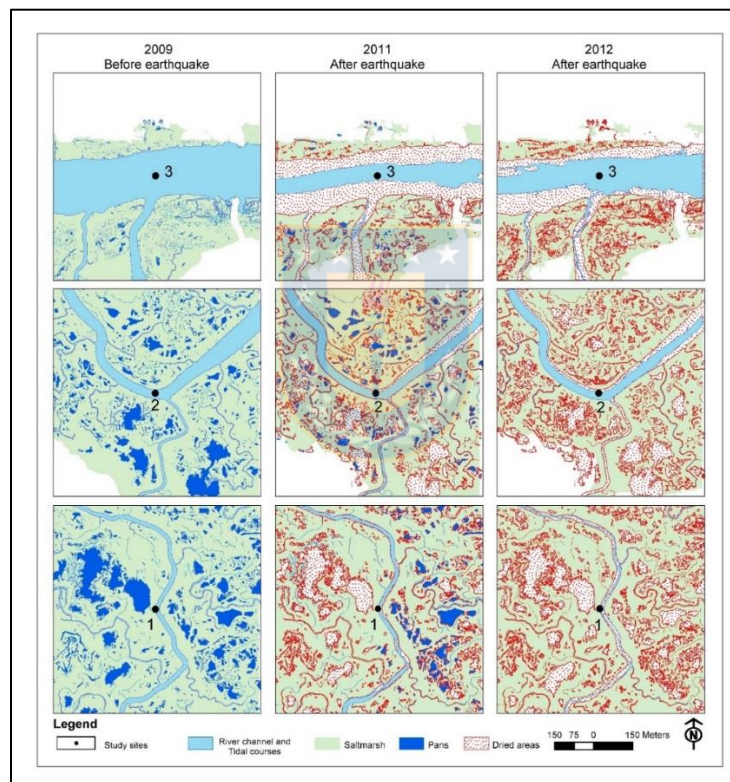 2009
Before earthquake
2011
After earthquake
2012
After earthquake
3
3
3
2
2
2
1
1
1
Legend
Study sites
River channel and
Tidal courses
Saltmarsh
Pans
Dried areas
150 75 0 150 Meters
N